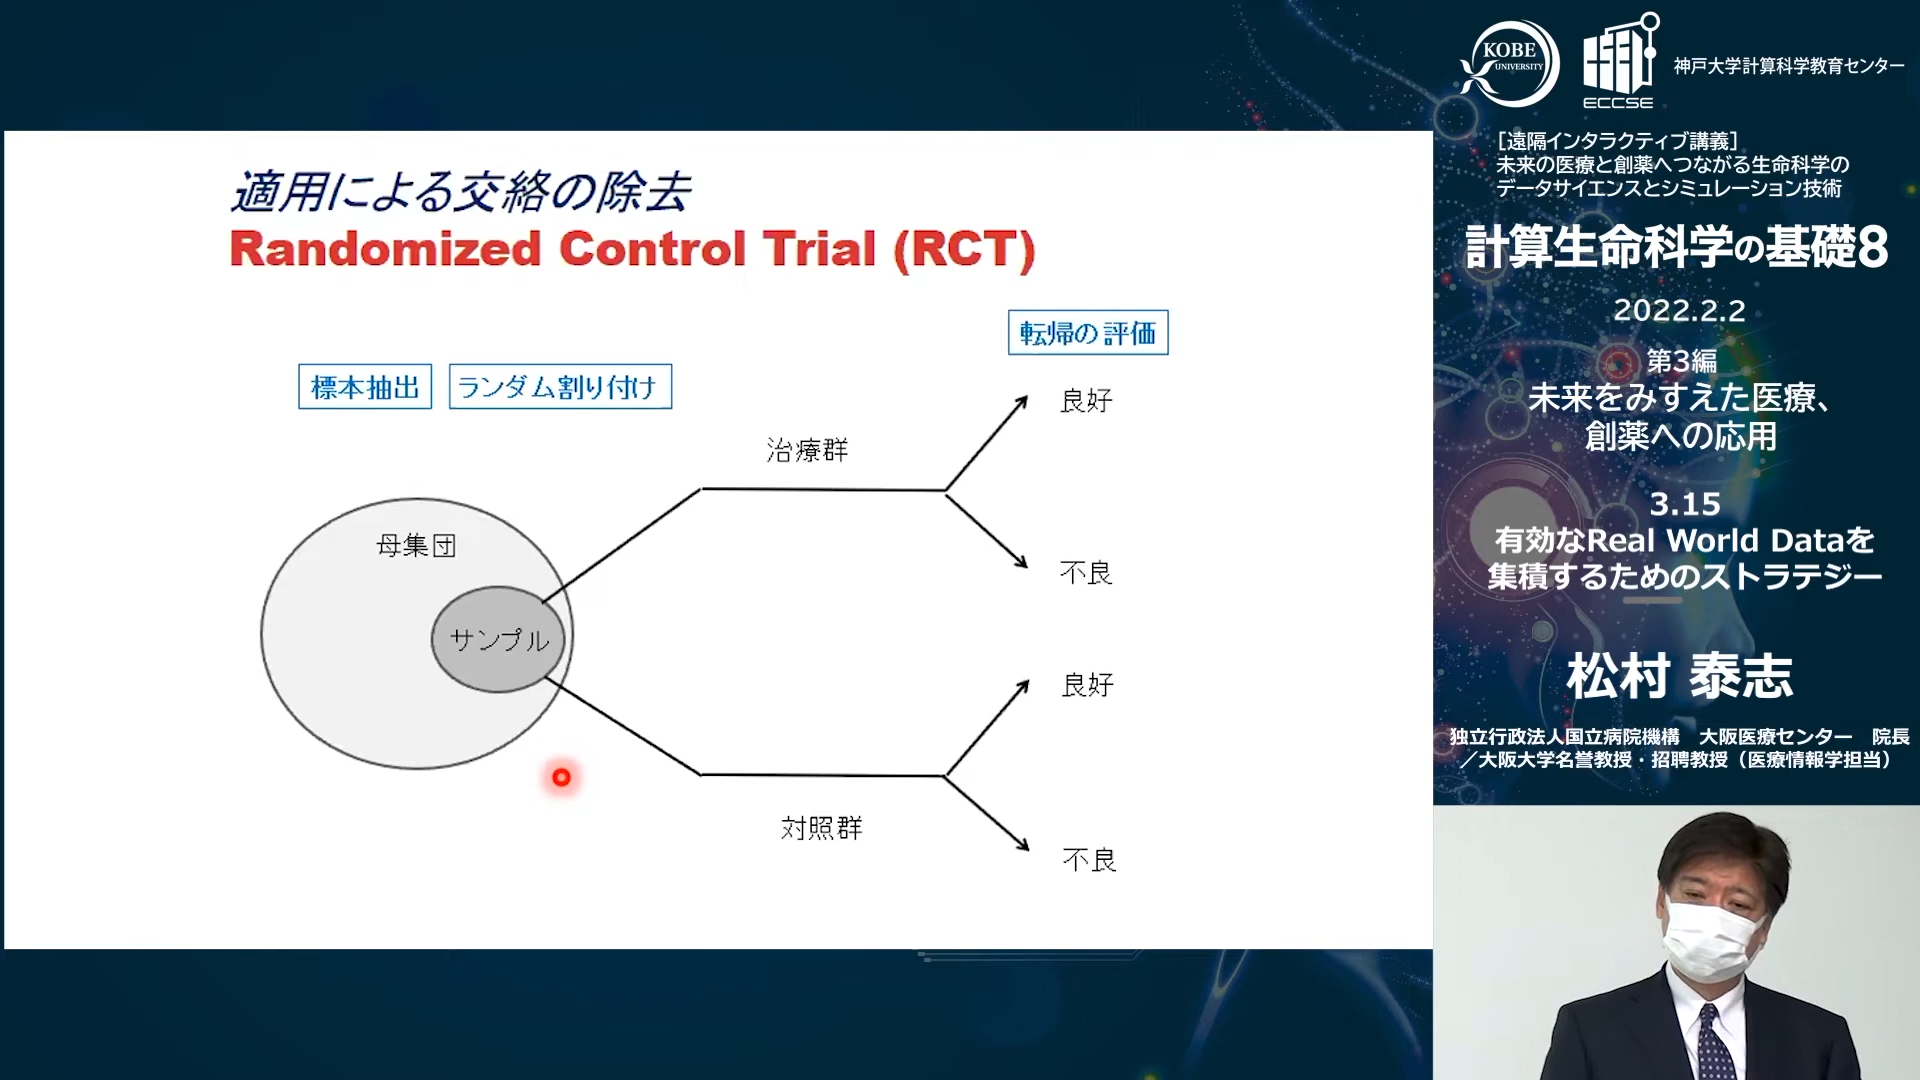 適用による交絡の除去
Randomized Control Trial (RCT)
転帰の評価
標本抽出
ランダム割り付け
良好
治療群
母集団
不良
サンプル
良好
対照群
不良
KOBE
UNIVERSITY
ECCSE
神戸大学計算科学教育センター
[遠隔インタラクティブ講義]
未来の医療と創薬へつながる生命科学の
データサイエンスとシミュレーション技術
計算生命科学の基礎8
2022.2.2
第3編
未来をみすえた医療、
創薬への応用
3.15
有効なReal World Dataを
集積するためのストラテジー
松村 泰志
独立行政法人国立病院機構　大阪医療センター　院長
／大阪大学名誉教授・招聘教授（医療情報学担当）